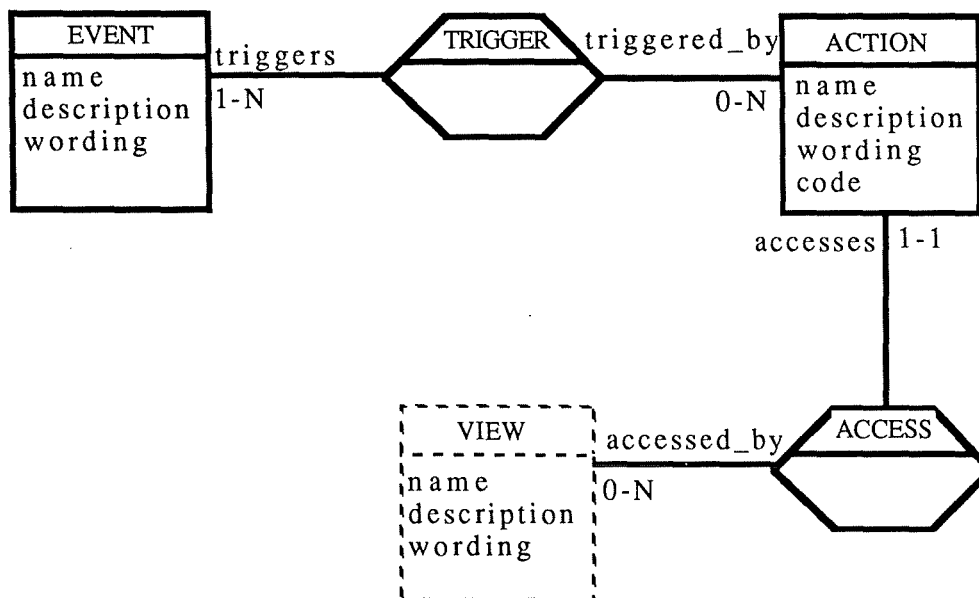 EVENT
name
description
wording
triggers
1-N
TRIGGER
triggered_by
0-N
ACTION
name
description
wording
code
accesses
1-1
ACCESS
accessed_by
0-N
VIEW
name
description
wording